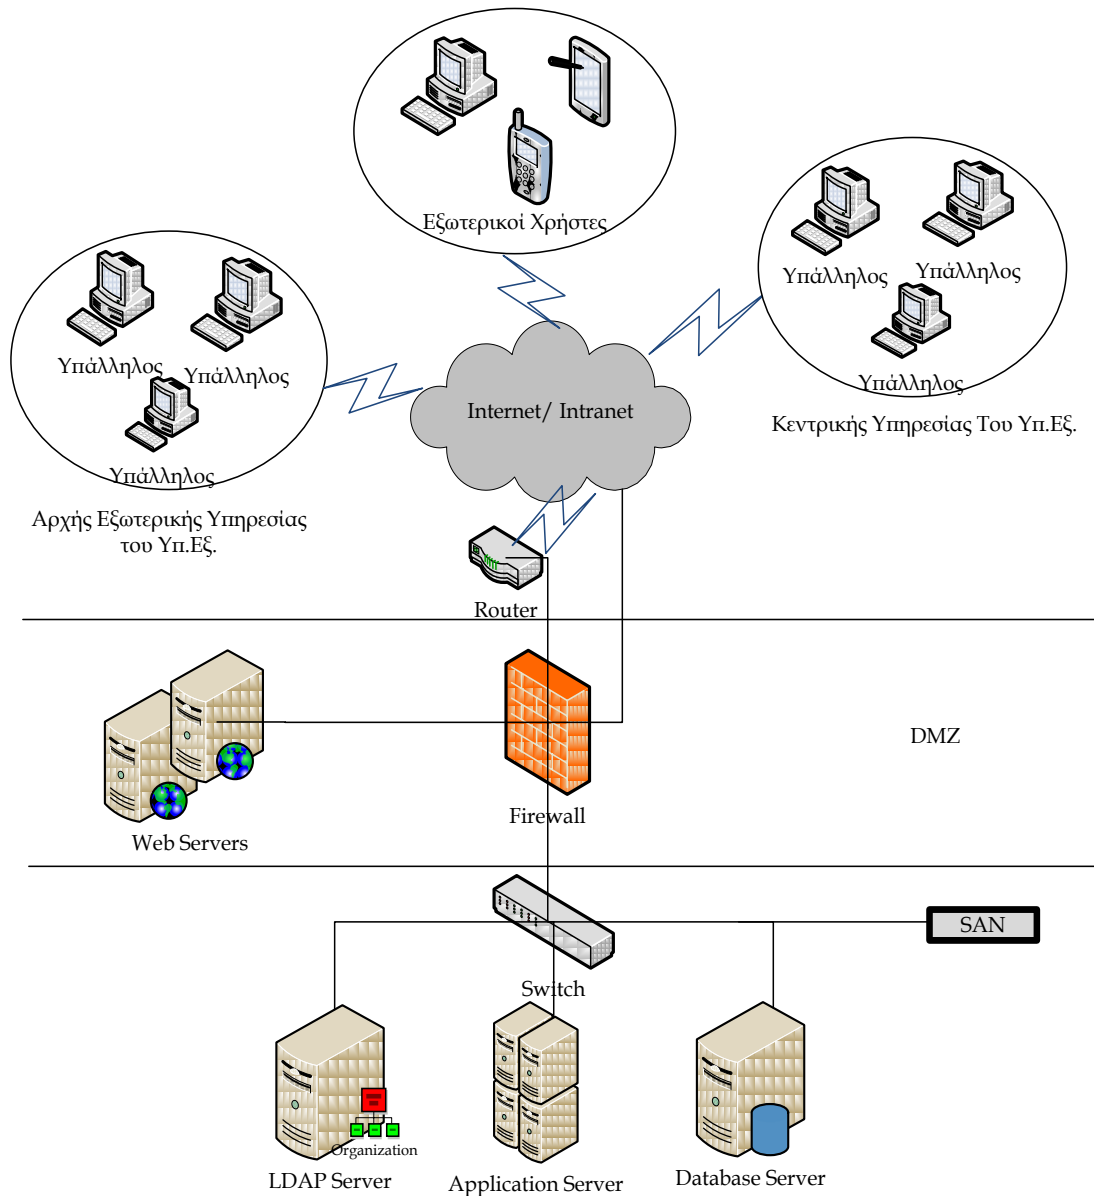 Εξωτερικοί Χρήστες
Υπάλληλος
Υπάλληλος
Υπάλληλος
Κεντρικής Υπηρεσίας Του Υπ.Εξ.
Υπάλληλος
Υπάλληλος
Υπάλληλος
Αρχής Εξωτερικής Υπηρεσίας
του Υπ.Εξ.
Internet/ Intranet
Router
DMZ
Web Servers
Firewall
SAN
Switch
Organization
LDAP Server
Application Server
Database Server